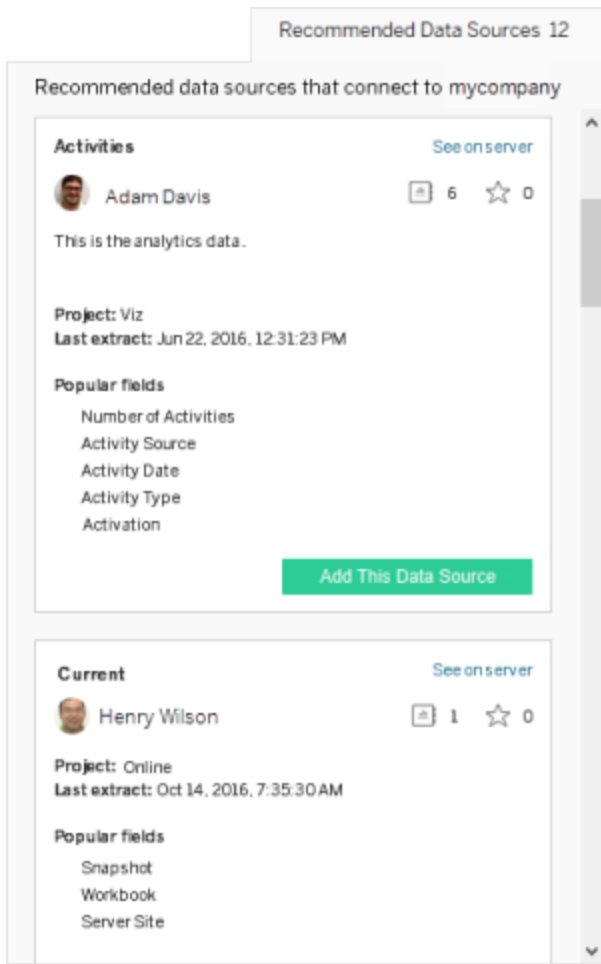 Recommended Data Sources 12
Recommended data sources that connect to mycompany
Activities See on server
Adam Davis 6 0
This is the analytics data.
Project: Viz
Last extract: Jun 22, 2016, 12:31:23 PM
Popular fields
Number of Activities
Activity Source
Activity Date
Activity Type
Activation
Add This Data Source
Current See on server
Henry Wilson 1 0
Project: Online
Last extract: Oct 14, 2016, 7:35:30 AM
Popular fields
Snapshot
Workbook
Server Site